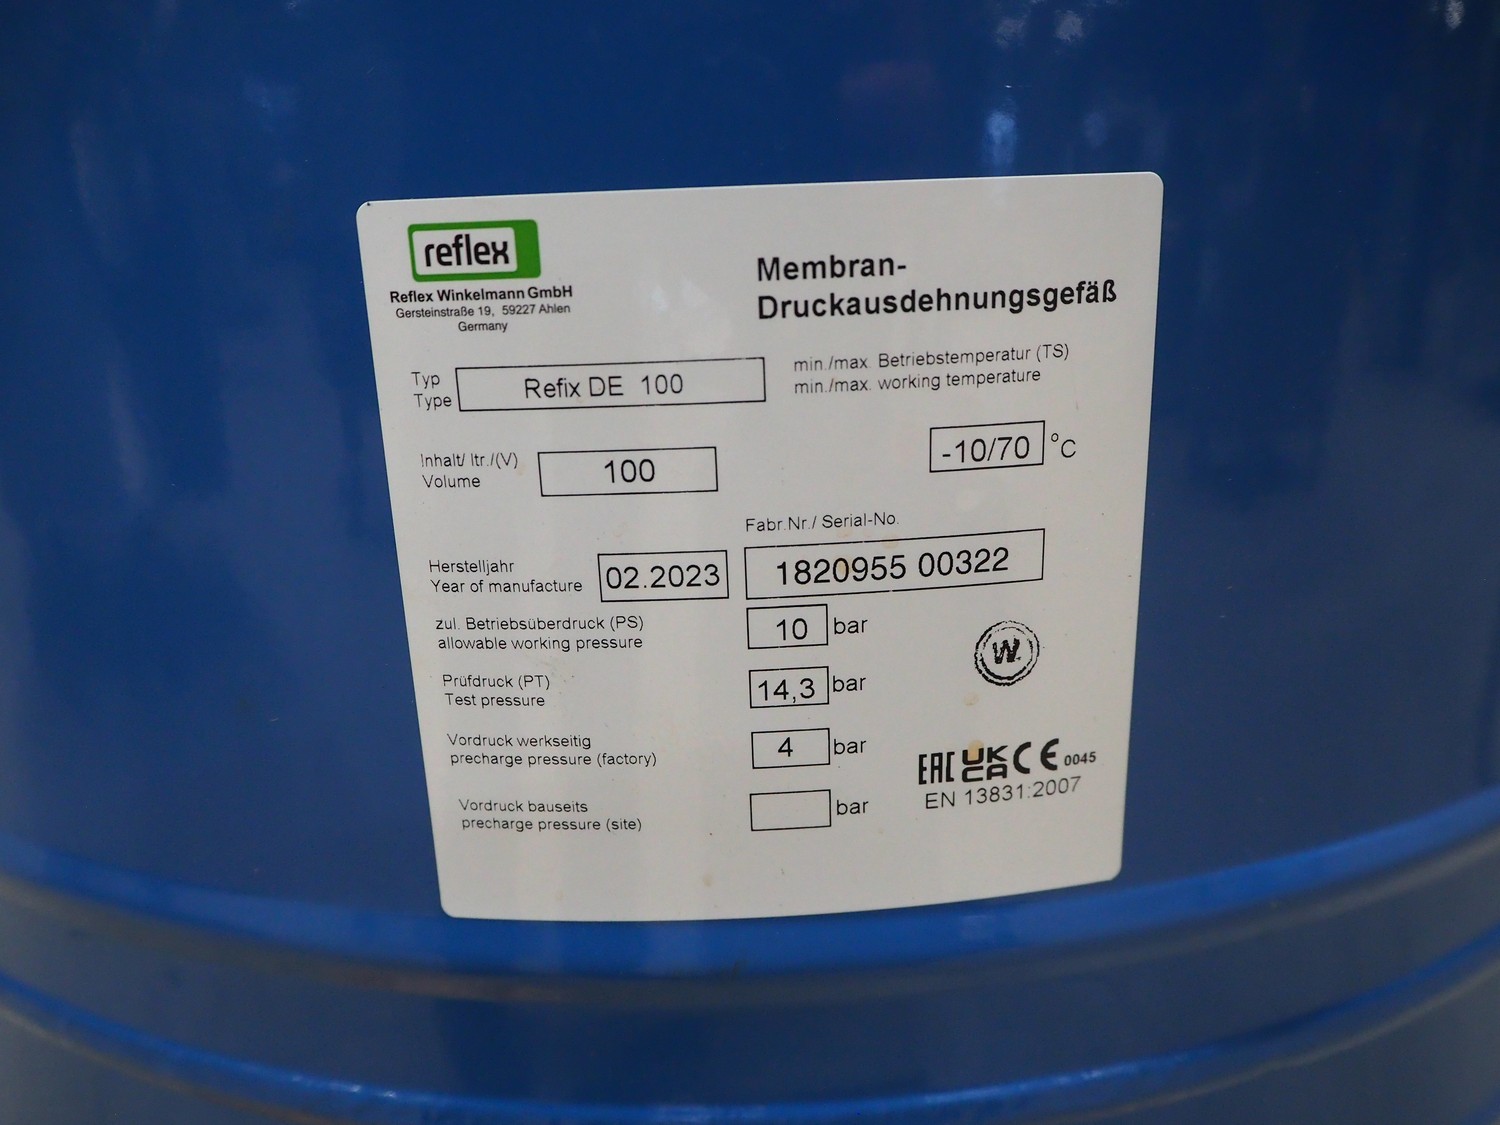 reflex
Reflex Winkelmann GmbH
Gersteinstraße 19, 59227 Ahlen
Germany
Membran-
Druckausdehnungsgefäß
Typ
Type
Refix DE 100
min./max. Betriebstemperatur (TS)
min./max. working temperature
-10/70 °C
Inhalt/ ltr./(V)
Volume
100
Fabr.Nr./ Serial-No.
1820955 00322
Herstelljahr
Year of manufacture
02.2023
zul. Betriebsüberdruck (PS)
allowable working pressure
10 bar
W.
Prüfdruck (PT)
Test pressure
14,3 bar
Vordruck werkseitig
precharge pressure (factory)
4 bar
EAC UKCA CE 0045
EN 13831:2007
Vordruck bauseits
precharge pressure (site)
bar